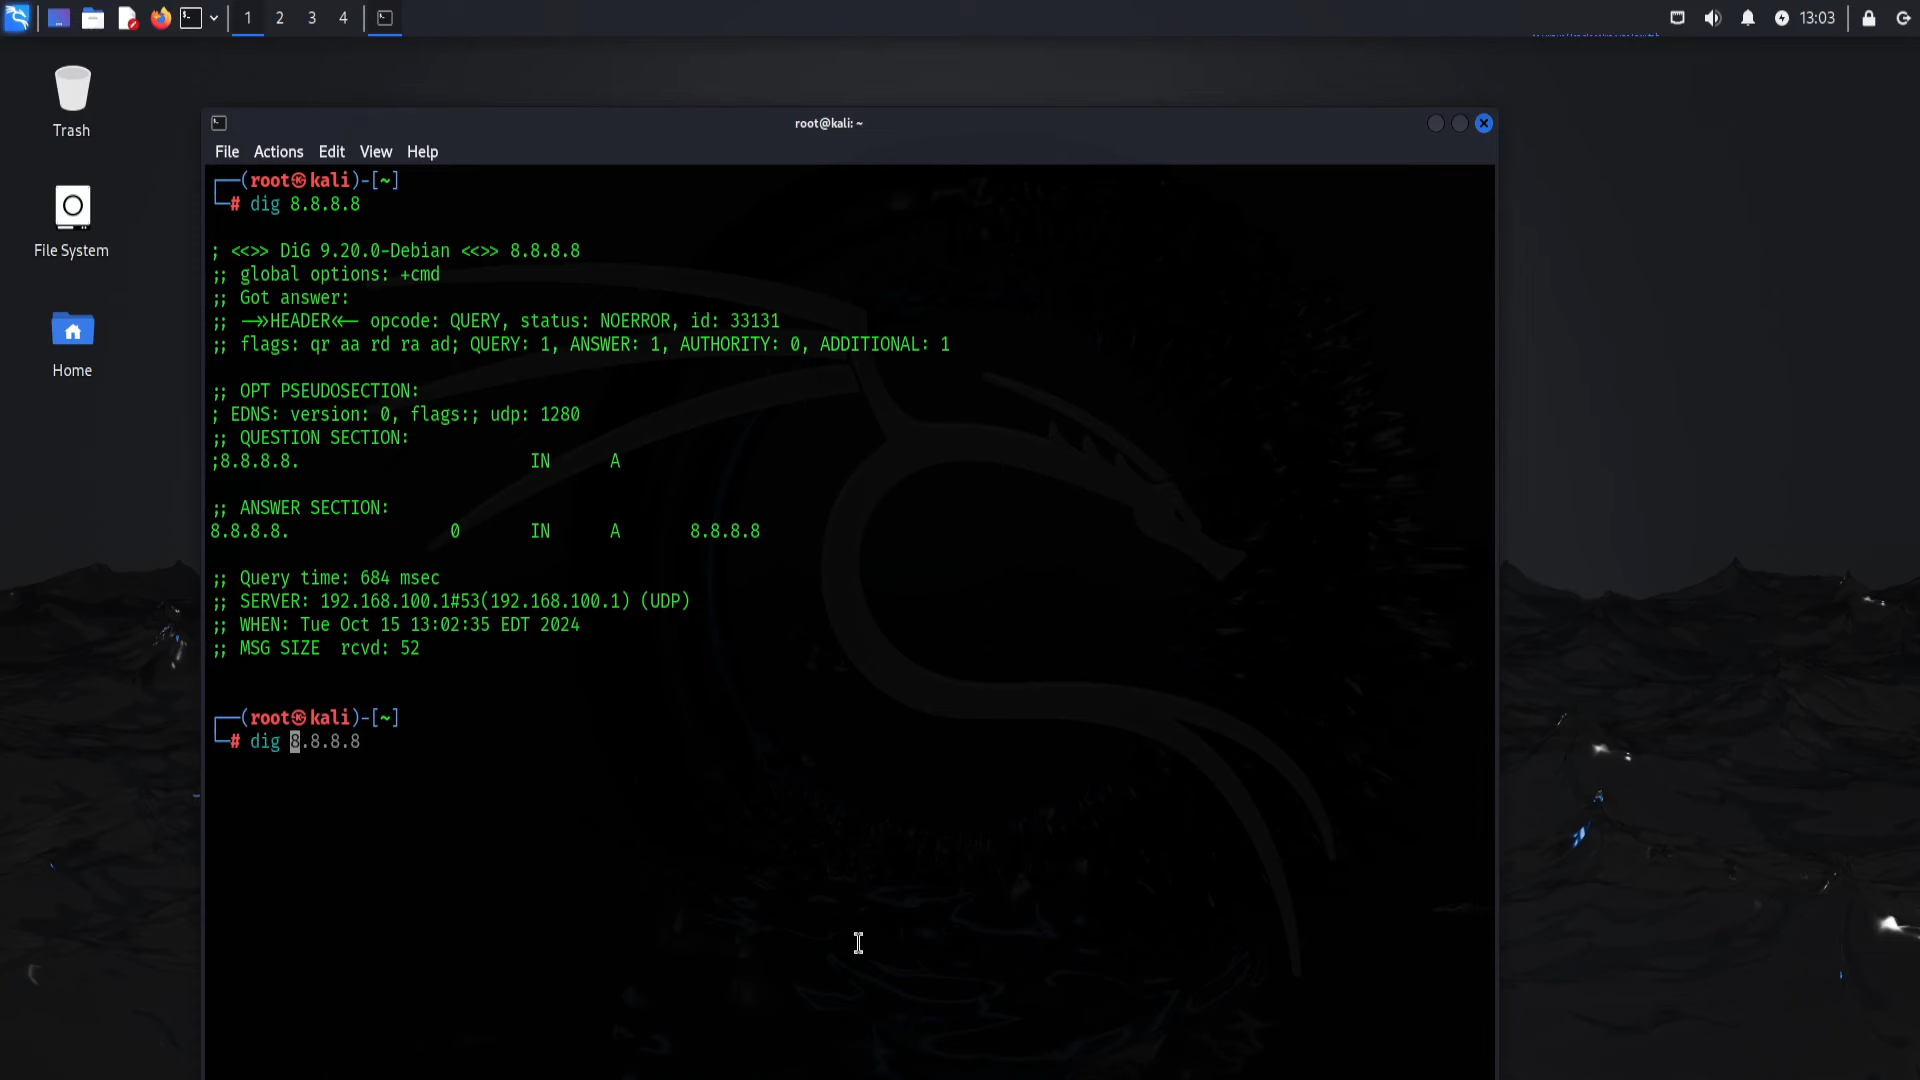 1 2 3 4
13:03
Trash
File System
Home
root@kali: ~
File Actions Edit View Help
┌──(root㉿kali)-[~]
└─# dig 8.8.8.8
; <<>> DiG 9.20.0-Debian <<>> 8.8.8.8
;; global options: +cmd
;; Got answer:
;; ->>HEADER<<- opcode: QUERY, status: NOERROR, id: 33131
;; flags: qr aa rd ra ad; QUERY: 1, ANSWER: 1, AUTHORITY: 0, ADDITIONAL: 1
;; OPT PSEUDOSECTION:
; EDNS: version: 0, flags:; udp: 1280
;; QUESTION SECTION:
;8.8.8.8. IN A
;; ANSWER SECTION:
8.8.8.8. 0 IN A 8.8.8.8
;; Query time: 684 msec
;; SERVER: 192.168.100.1#53(192.168.100.1) (UDP)
;; WHEN: Tue Oct 15 13:02:35 EDT 2024
;; MSG SIZE rcvd: 52
┌──(root㉿kali)-[~]
└─# dig 8.8.8.8